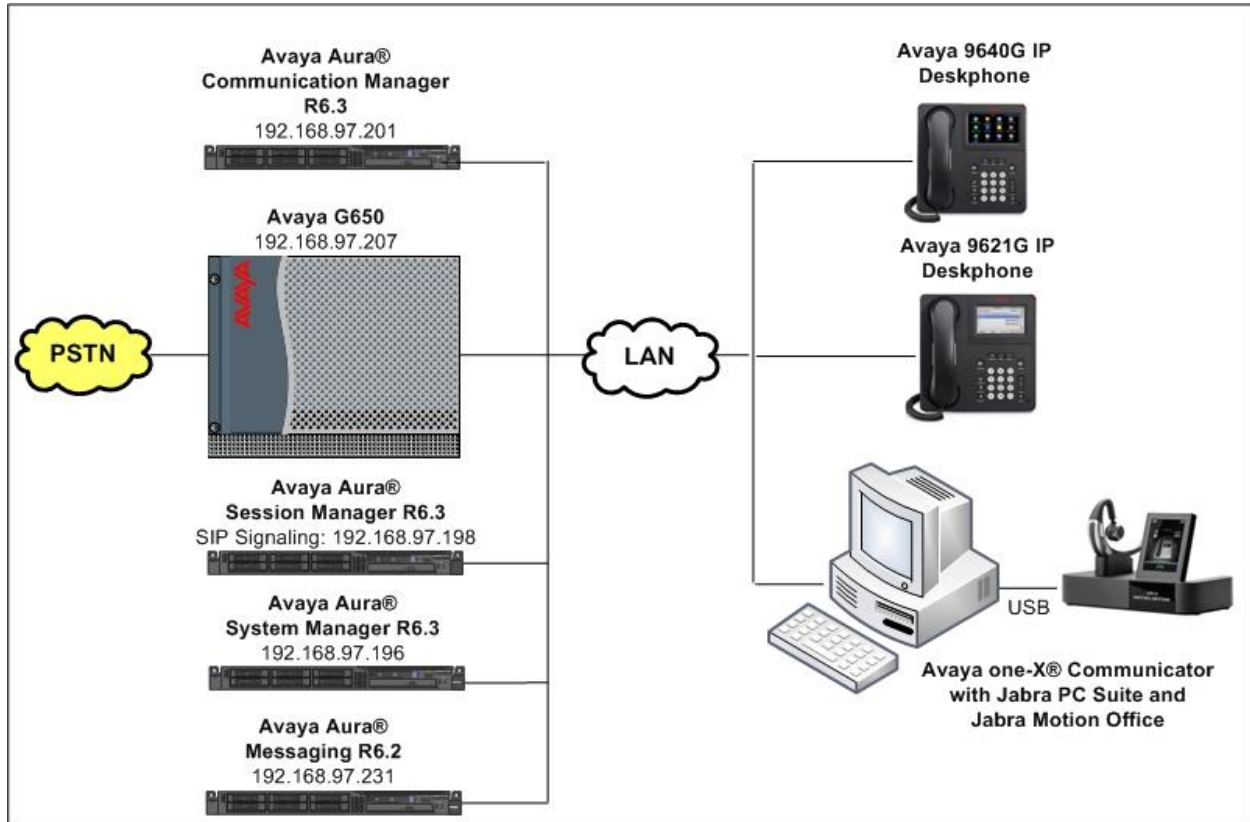 Avaya Aura®
Communication Manager
R6.3
192.168.97.201
Avaya G650
192.168.97.207
AVAYA
PSTN
LAN
Avaya Aura®
Session Manager R6.3
SIP Signaling: 192.168.97.198
Avaya Aura®
System Manager R6.3
192.168.97.196
Avaya Aura®
Messaging R6.2
192.168.97.231
Avaya 9640G IP
Deskphone
Avaya 9621G IP
Deskphone
USB
Avaya one-X® Communicator
with Jabra PC Suite and
Jabra Motion Office